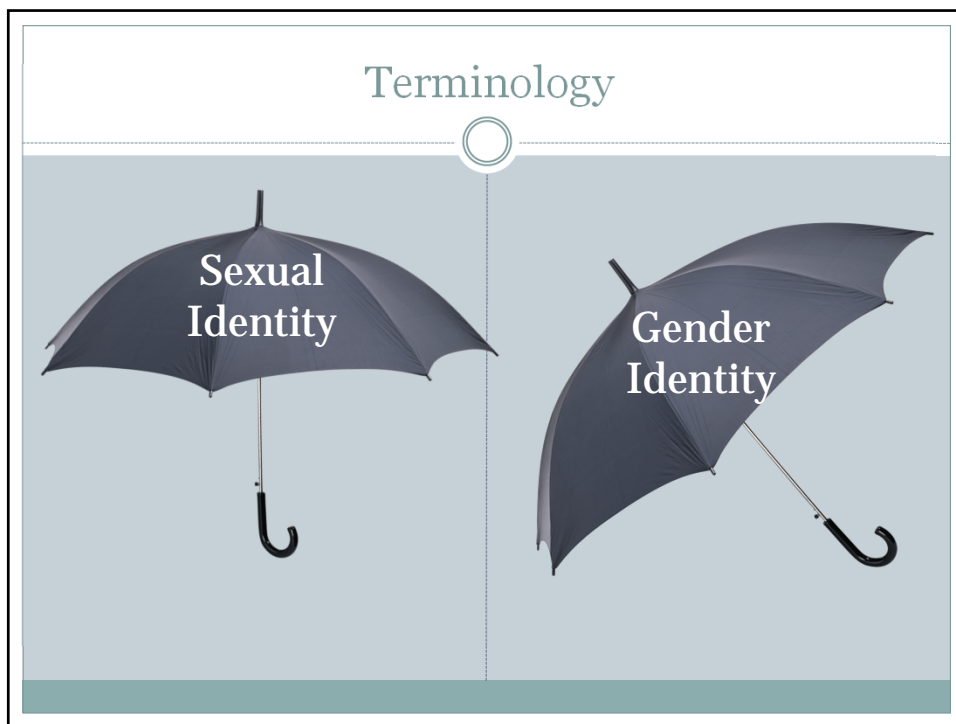 Terminology
Sexual
Identity
Gender
Identity